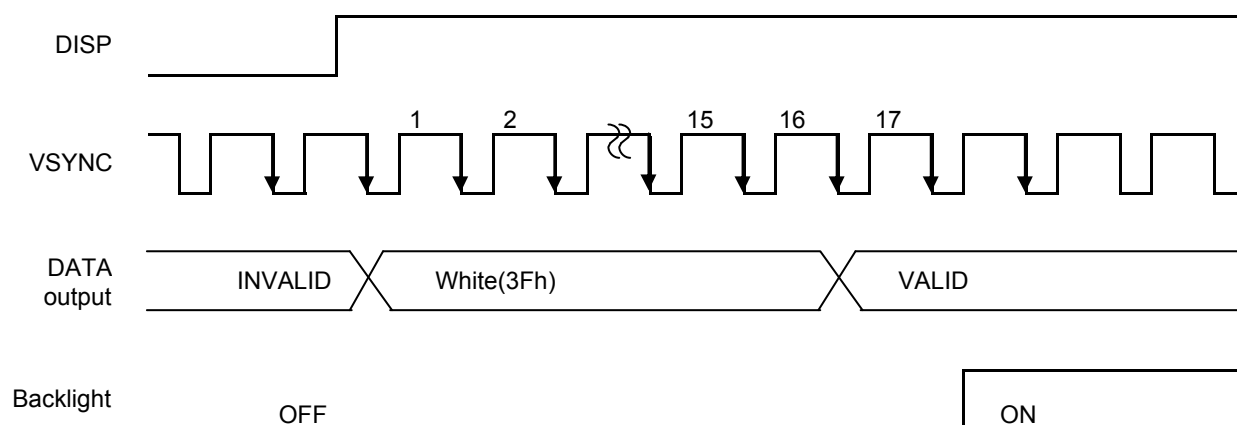 DISP
1 2 15 16 17
VSYNC
DATA
output
INVALID White(3Fh) VALID
Backlight
OFF ON